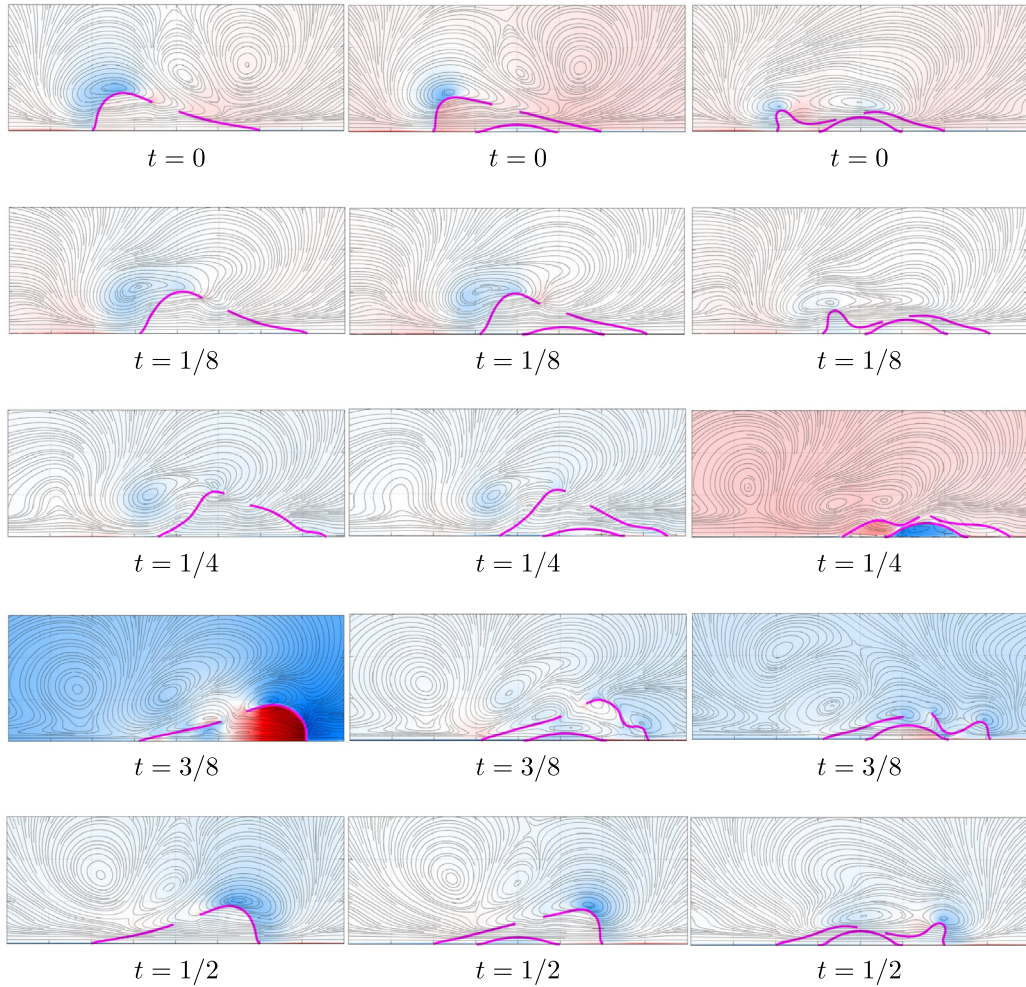 t = 0 t = 0 t = 0
t = 1/8 t = 1/8 t = 1/8
t = 1/4 t = 1/4 t = 1/4
t = 3/8 t = 3/8 t = 3/8
t = 1/2 t = 1/2 t = 1/2